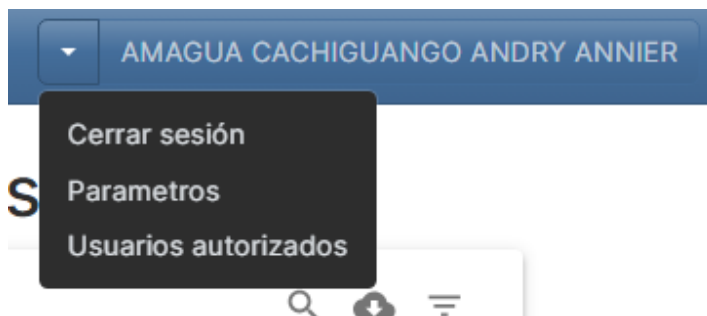 AMAGUA CACHIGUANGO ANDRY ANNIER
Cerrar sesión
Parametros
S
Usuarios autorizados